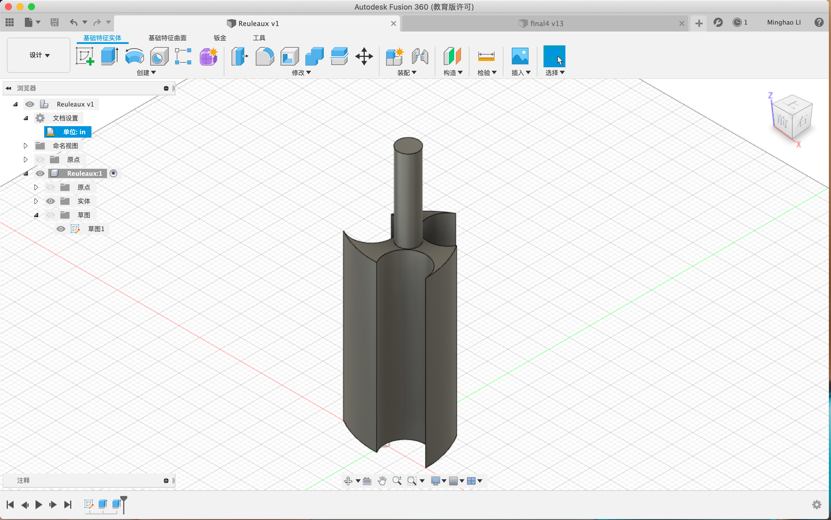 Autodesk Fusion 360 (教育版许可)
Reuleaux v1
final4 v13
1
Minghao LI
设计
基础特征实体
基础特征曲面
钣金
工具
创建
修改
装配
构造
检验
插入
选择
浏览器
Reuleaux v1
文档设置
单位: in
命名视图
原点
Reuleaux:1
原点
实体
草图
草图1
Z
上
前
右
X
注释